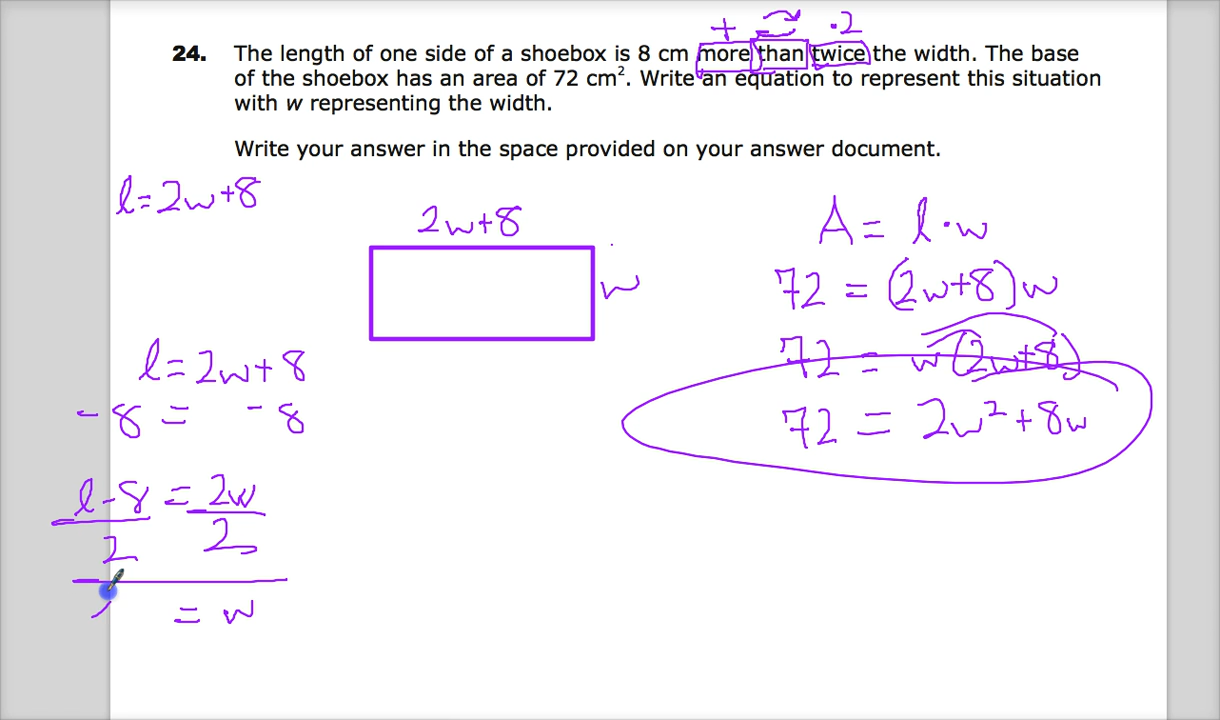 + ·2
24. The length of one side of a shoebox is 8 cm more than twice the width. The base
of the shoebox has an area of 72 cm². Write an equation to represent this situation
with w representing the width.
Write your answer in the space provided on your answer document.
l=2w+8
2w+8
w
A = l·w
72 = (2w+8)w
72 = w(2w+8)
72 = 2w²+8w
l=2w+8
-8 = -8
l-8 = 2w
2 2
= w